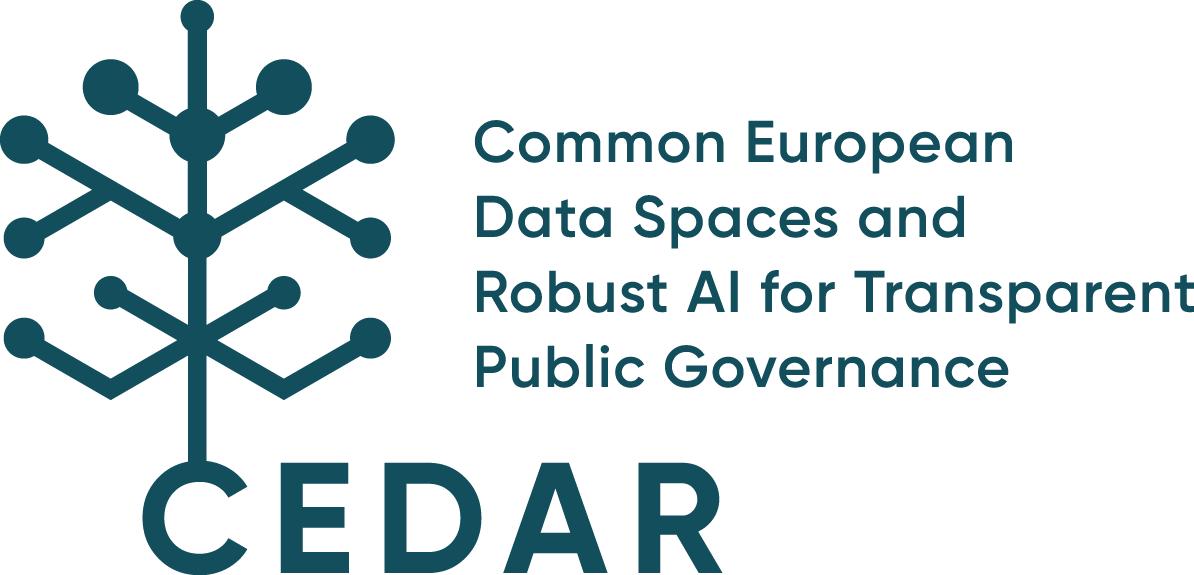 Common European
Data Spaces and
Robust AI for Transparent
Public Governance
CEDAR